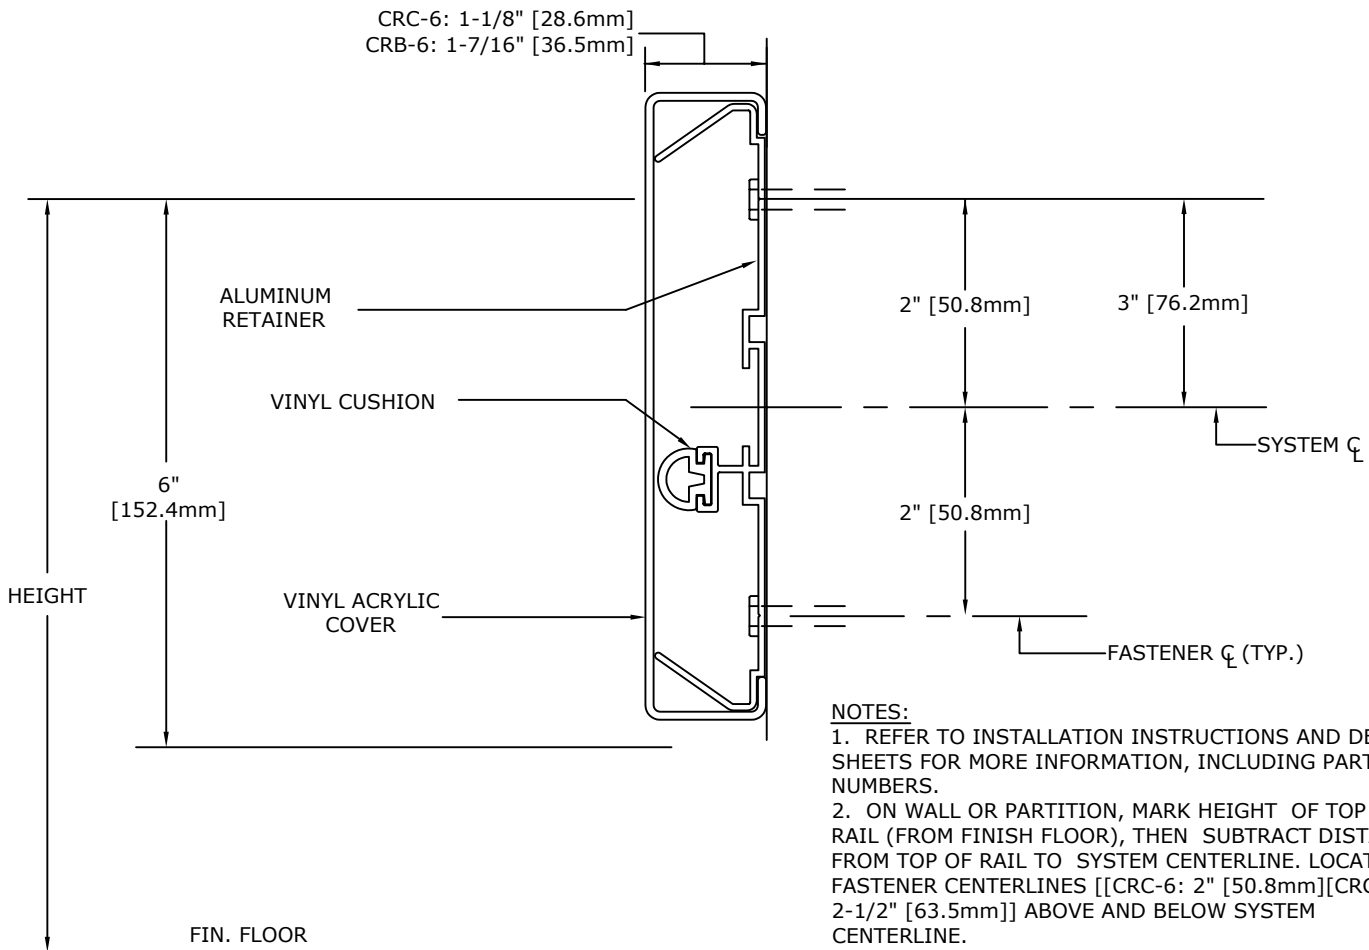 CRC-6: 1-1/8" [28.6mm]
CRB-6: 1-7/16" [36.5mm]
ALUMINUM
RETAINER
2" [50.8mm]
3" [76.2mm]
VINYL CUSHION
SYSTEM ℄
6"
[152.4mm]
2" [50.8mm]
HEIGHT
VINYL ACRYLIC
COVER
FASTENER ℄ (TYP.)
NOTES:
1. REFER TO INSTALLATION INSTRUCTIONS AND
SHEETS FOR MORE INFORMATION, INCLUDING PART
NUMBERS.
2. ON WALL OR PARTITION, MARK HEIGHT OF TOP
RAIL (FROM FINISH FLOOR), THEN SUBTRACT
FROM TOP OF RAIL TO SYSTEM CENTERLINE.
FASTENER CENTERLINES [[CRC-6: 2" [50.8mm]
2-1/2" [63.5mm]] ABOVE AND BELOW SYSTEM
CENTERLINE.
FIN. FLOOR